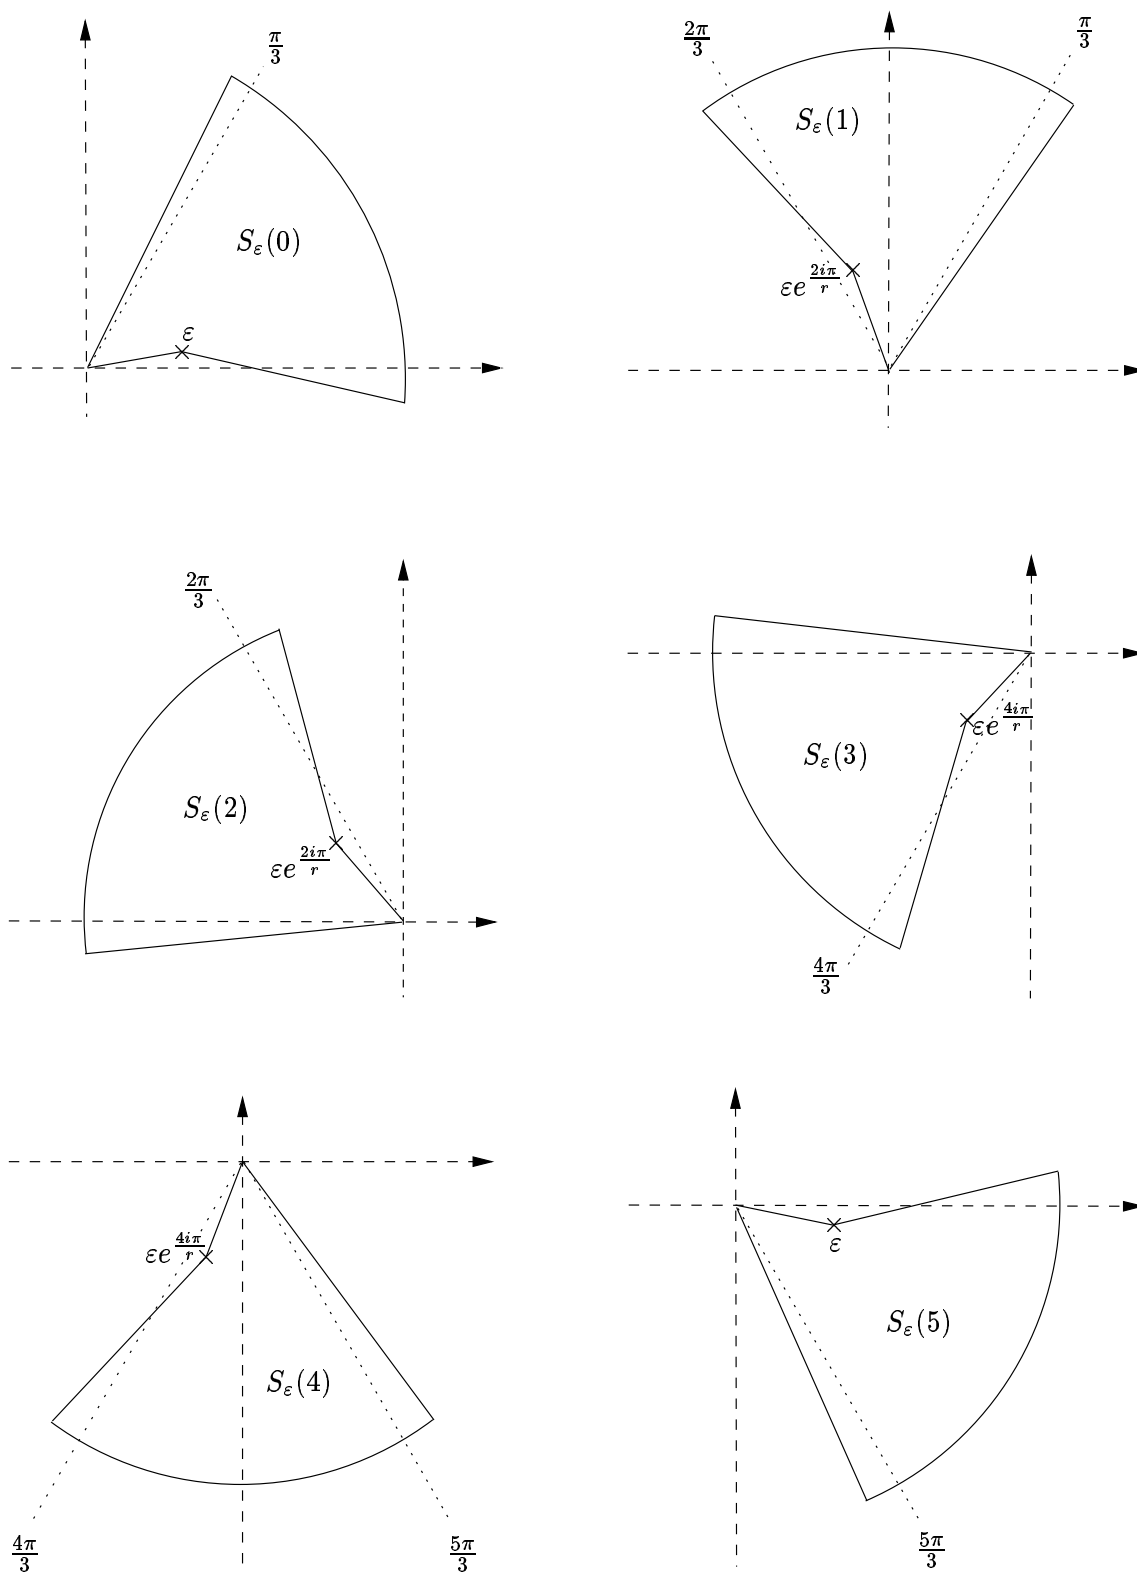 π/3
S_ε(0)
ε
2π/3
π/3
S_ε(1)
εe^{2iπ/r}
2π/3
S_ε(2)
εe^{2iπ/r}
εe^{4iπ/r}
S_ε(3)
4π/3
εe^{4iπ/r}
S_ε(4)
4π/3
5π/3
ε
S_ε(5)
5π/3